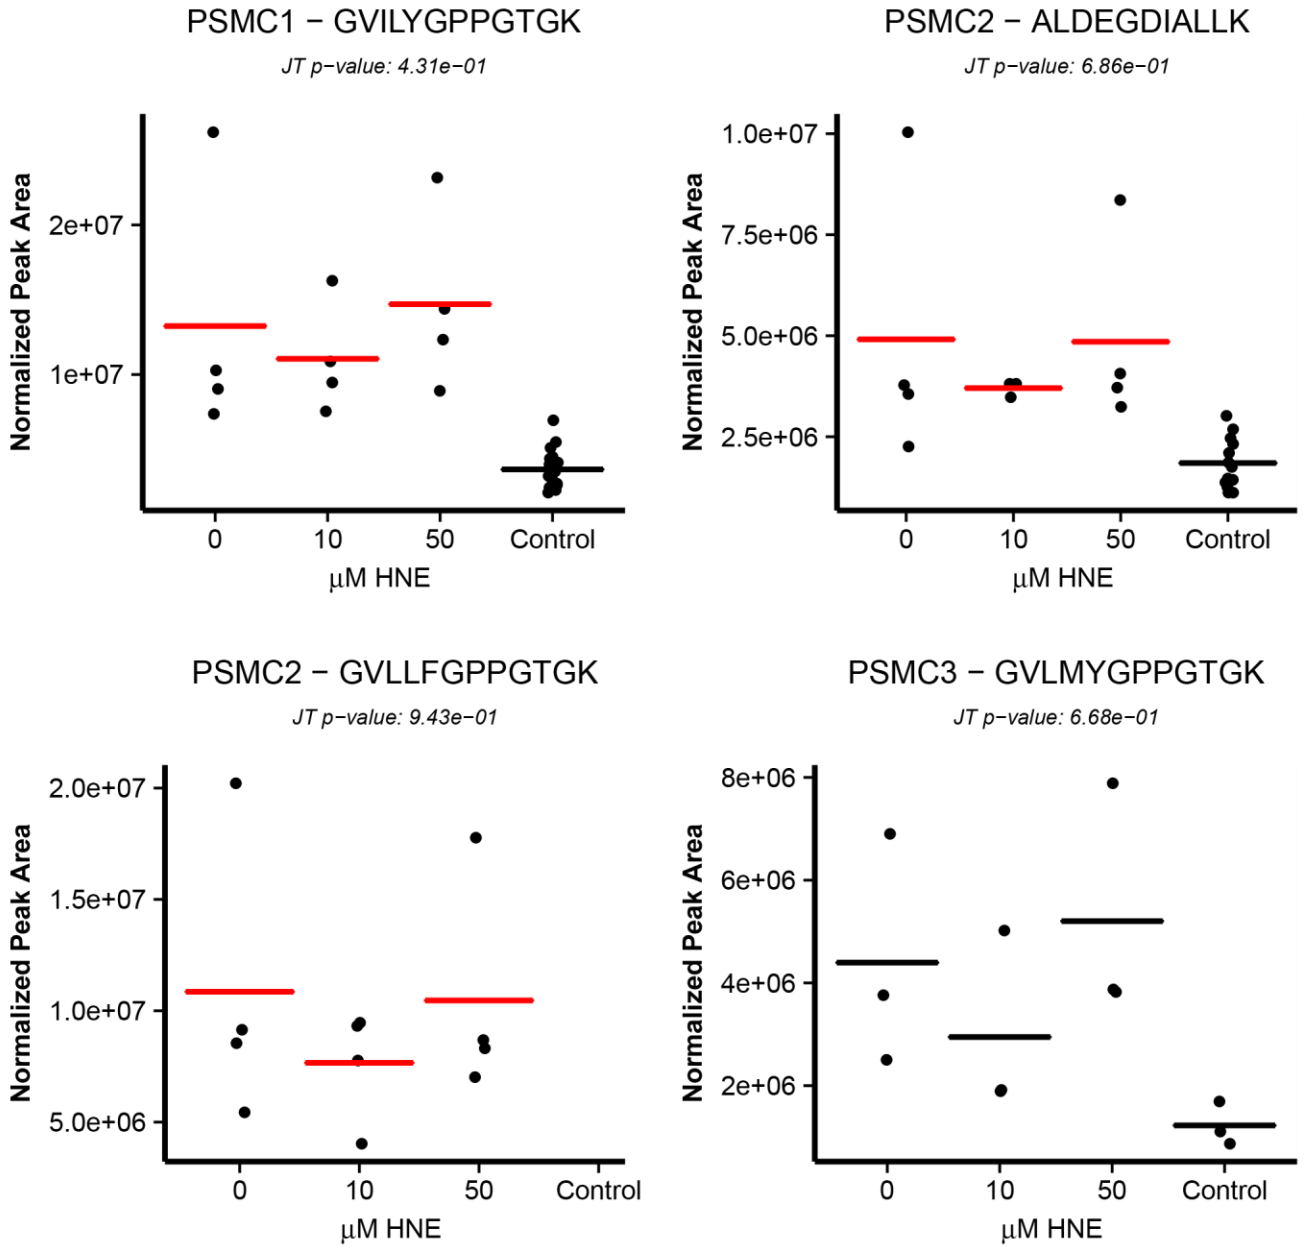 PSMC1 − GVILYGPPGTGK
JT p−value: 4.31e−01
Normalized Peak Area
2e+07
1e+07
0 10 50 Control
μM HNE
PSMC2 − ALDEGDIALLK
JT p−value: 6.86e−01
Normalized Peak Area
1.0e+07
7.5e+06
5.0e+06
2.5e+06
0 10 50 Control
μM HNE
PSMC2 − GVLLFGPPGTGK
JT p−value: 9.43e−01
Normalized Peak Area
2.0e+07
1.5e+07
1.0e+07
5.0e+06
0 10 50 Control
μM HNE
PSMC3 − GVLMYGPPGTGK
JT p−value: 6.68e−01
Normalized Peak Area
8e+06
6e+06
4e+06
2e+06
0 10 50 Control
μM HNE